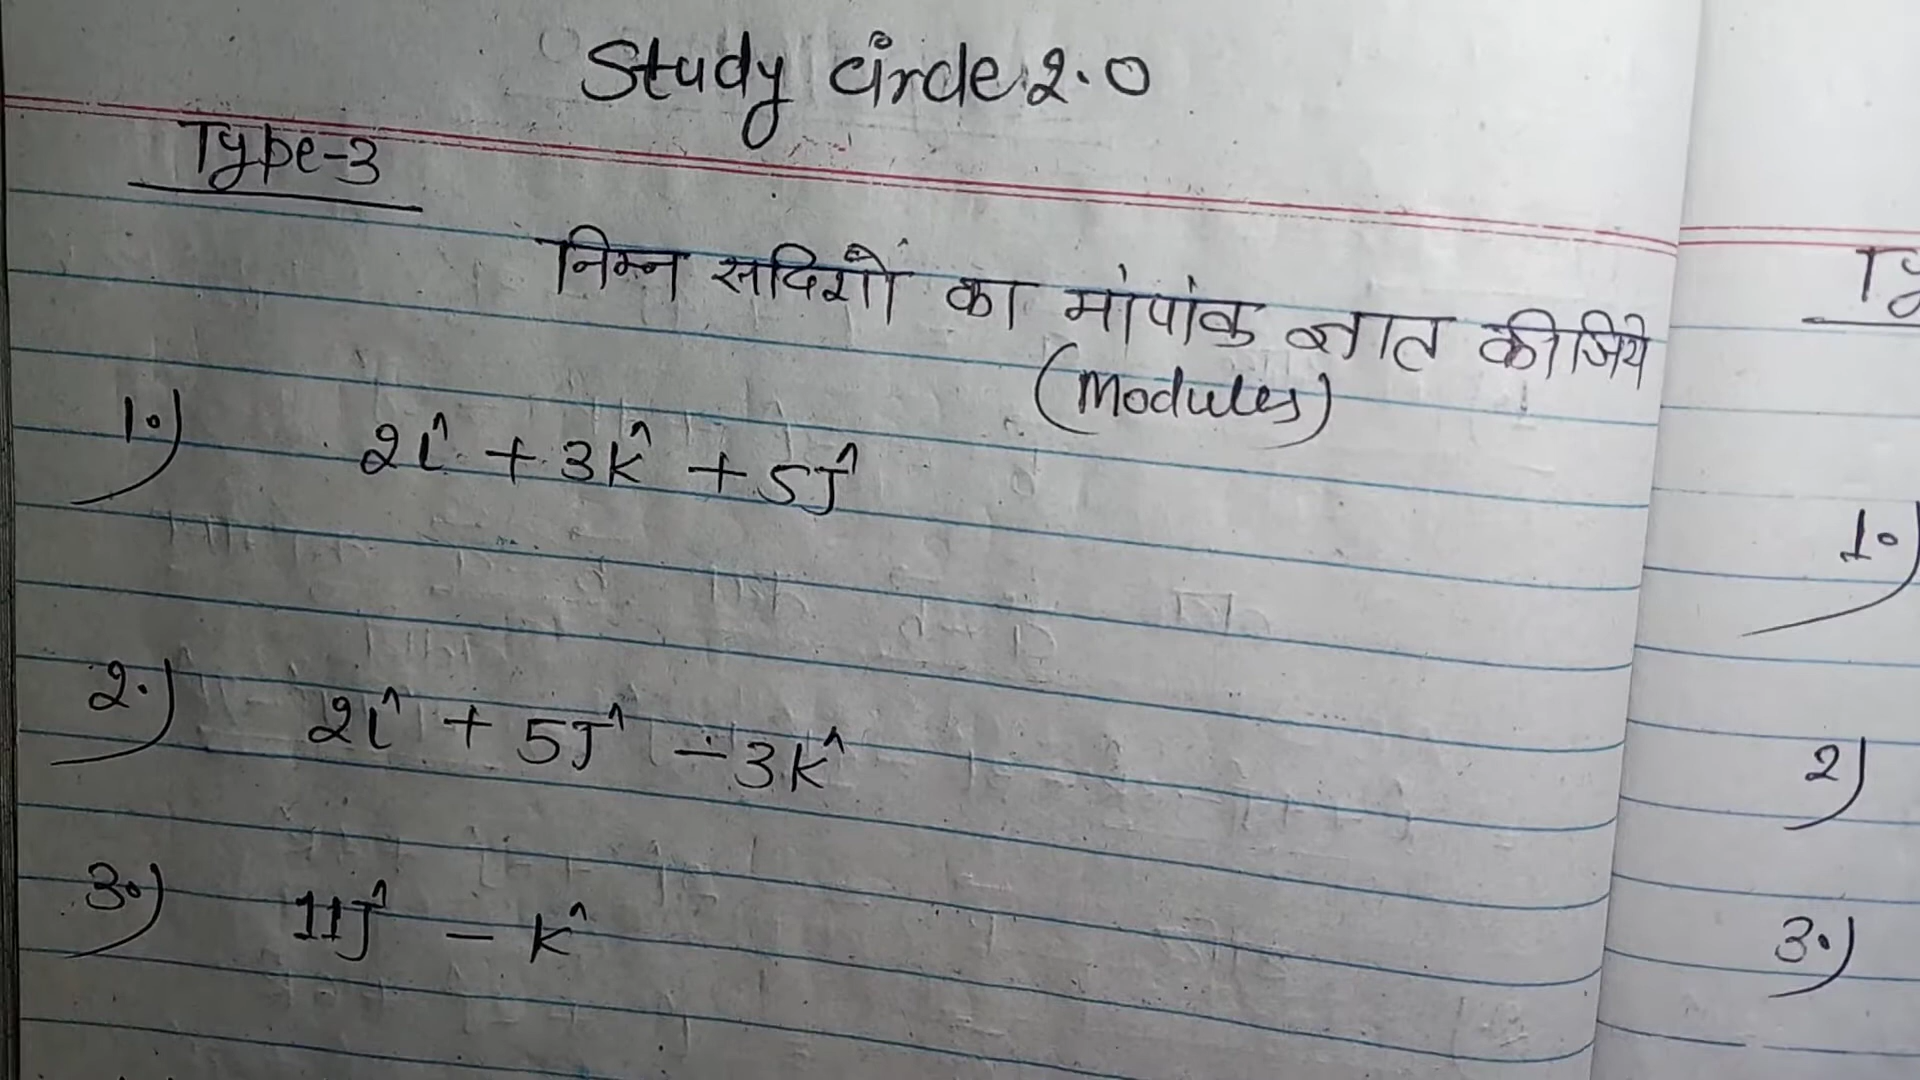 Study circle 2.0
Type-3
निम्न सदिशों का मांपांक ज्ञात कीजिये
(Modules)
1.) 2î + 3k̂ + 5ĵ
2.) 2î + 5ĵ - 3k̂
3.) 11ĵ - k̂
Ty
1.)
2)
3.)